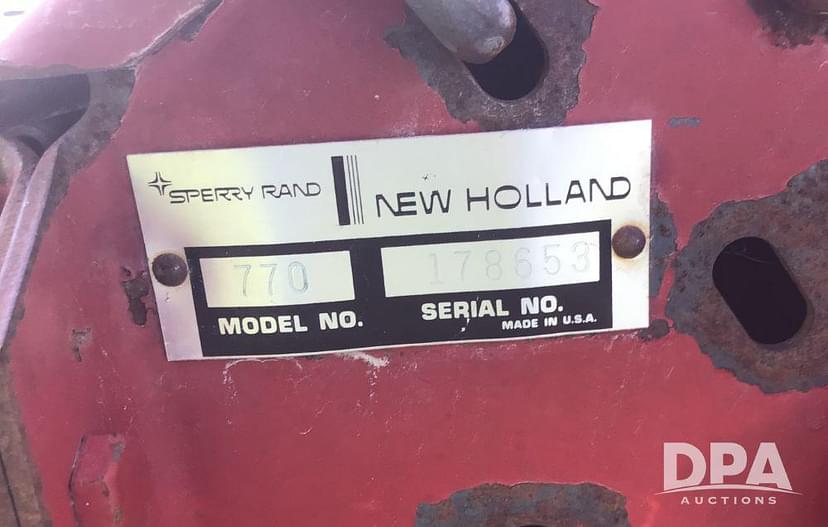 SPERRY RAND
NEW HOLLAND
770
178653
MODEL NO.
SERIAL NO.
MADE IN U.S.A.
DPA
AUCTIONS